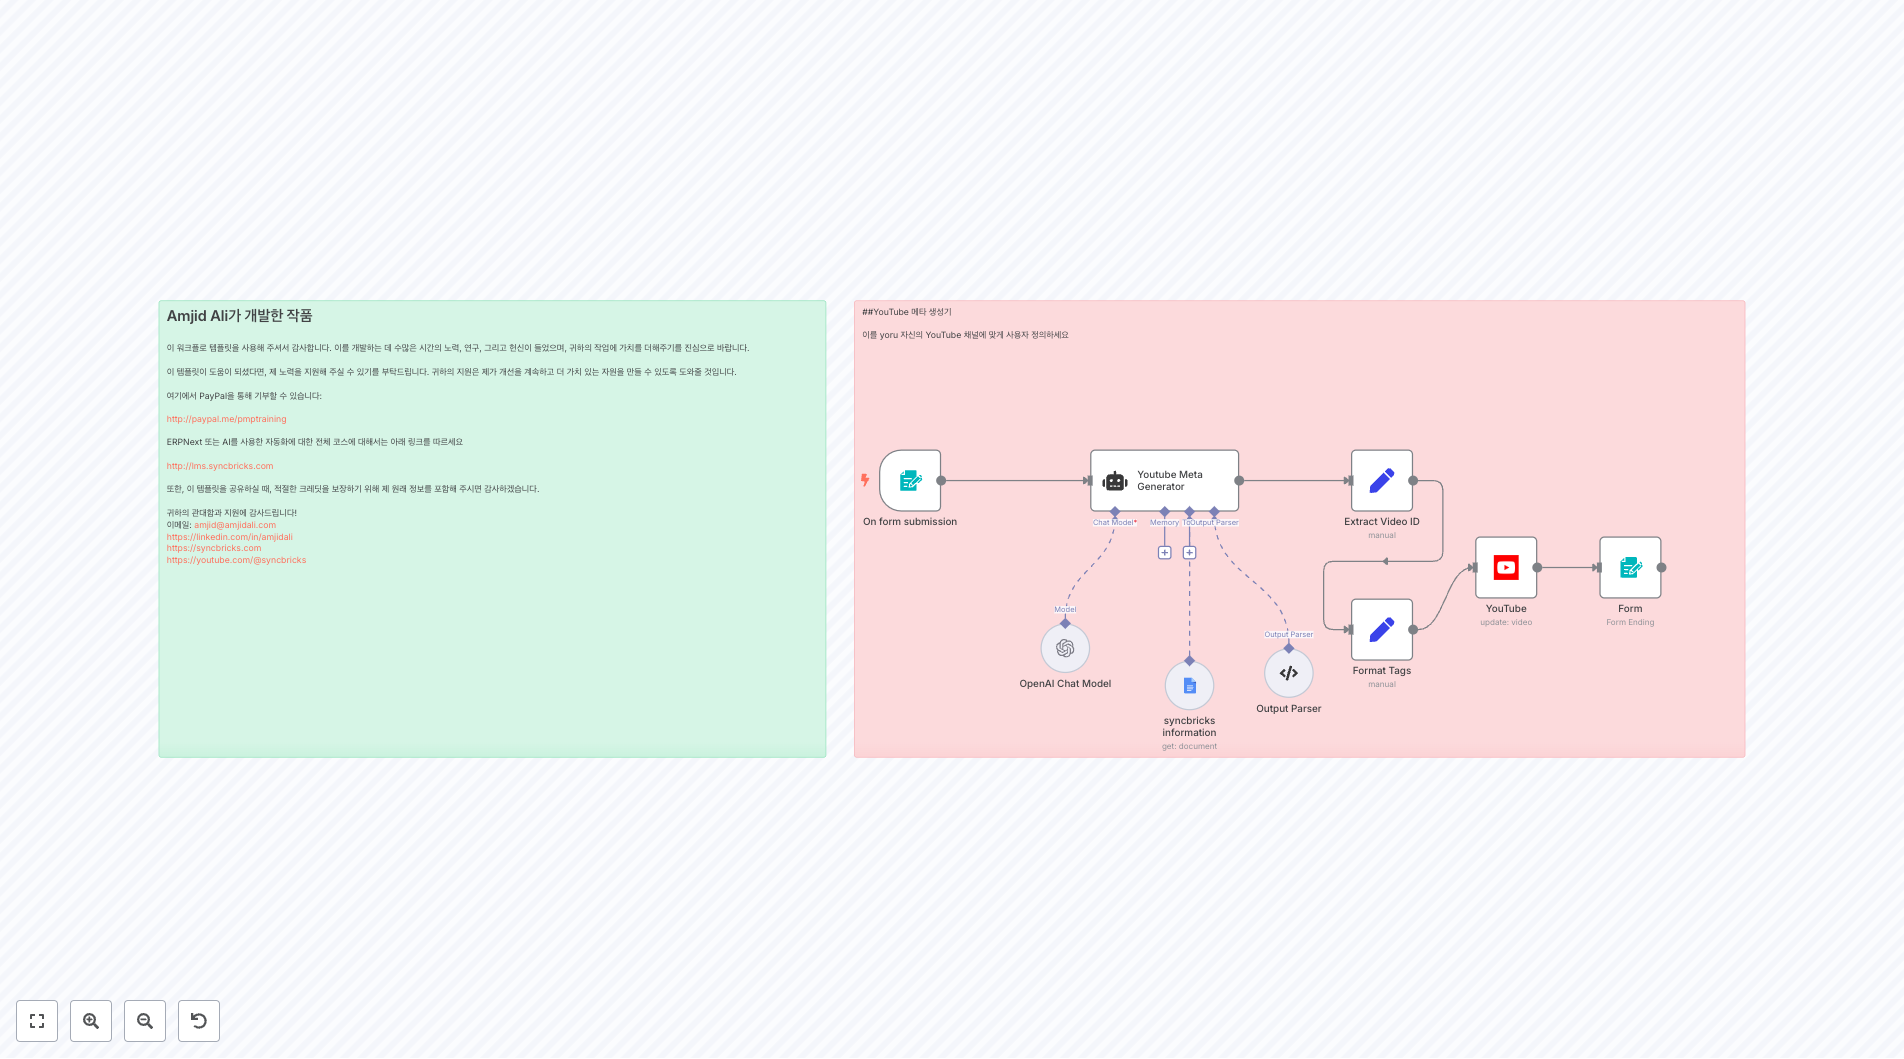 Amjid Ali가 개발한 작품
이 워크플로 템플릿을 사용해 주셔서 감사합니다. 이를 개발하는 데 수많은 시간의 노력, 연구, 그리고 헌신이 들었으며, 귀하의 작업에 가치를 더해주기를 진심으로 바랍니다.
이 템플릿이 도움이 되셨다면, 제 노력을 지원해 주실 수 있기를 부탁드립니다. 귀하의 지원은 제가 개선을 계속하고 더 가치 있는 자원을 만들 수 있도록 도와줄 것입니다.
여기에서 PayPal을 통해 기부할 수 있습니다:
http://paypal.me/pmptraining
ERPNext 또는 AI를 사용한 자동화에 대한 전체 코스에 대해서는 아래 링크를 따르세요
http://lms.syncbricks.com
또한, 이 템플릿을 공유하실 때, 적절한 크레딧을 보장하기 위해 제 원래 정보를 포함해 주시면 감사하겠습니다.
귀하의 관대함과 지원에 감사드립니다!
이메일: amjid@amjidali.com
https://linkedin.com/in/amjidali
https://syncbricks.com
https://youtube.com/@syncbricks
##YouTube 메타 생성기
이를 yoru 자신의 YouTube 채널에 맞게 사용자 정의하세요
On form submission
Youtube Meta
Generator
Chat Model*
Memory
To
Output Parser
Extract Video ID
manual
Model
OpenAI Chat Model
syncbricks
information
get: document
Output Parser
Output Parser
Format Tags
manual
YouTube
update: video
Form
Form Ending